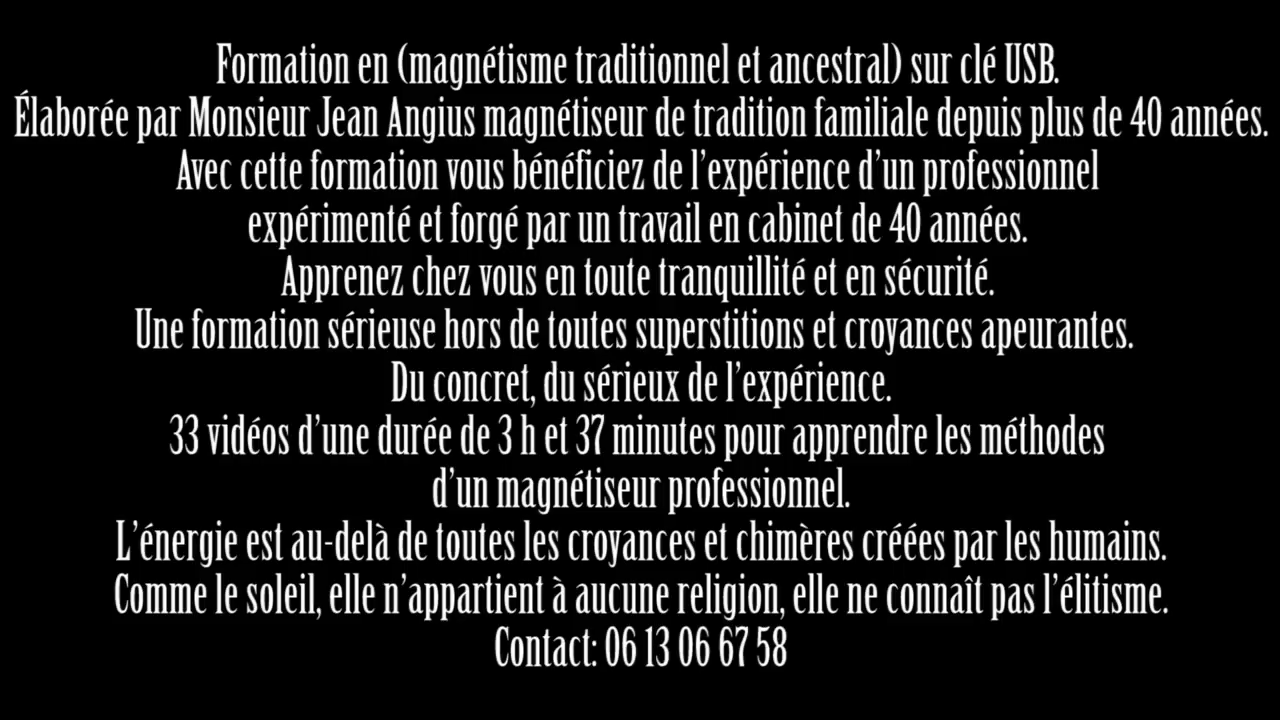 Formation en (magnétisme traditionnel et ancestral) sur clé USB.
Élaborée par Monsieur Jean Angius magnétiseur de tradition familiale depuis plus de 40 années.
Avec cette formation vous bénéficiez de l'expérience d'un professionnel
expérimenté et forgé par un travail en cabinet de 40 années.
Apprenez chez vous en toute tranquillité et en sécurité.
Une formation sérieuse hors de toutes superstitions et croyances apeurantes.
Du concret, du sérieux de l'expérience.
33 vidéos d'une durée de 3 h et 37 minutes pour apprendre les méthodes
d'un magnétiseur professionnel.
L'énergie est au-delà de toutes les croyances et chimères créées par les humains.
Comme le soleil, elle n'appartient à aucune religion, elle ne connaît pas l'élitisme.
Contact: 06 13 06 67 58